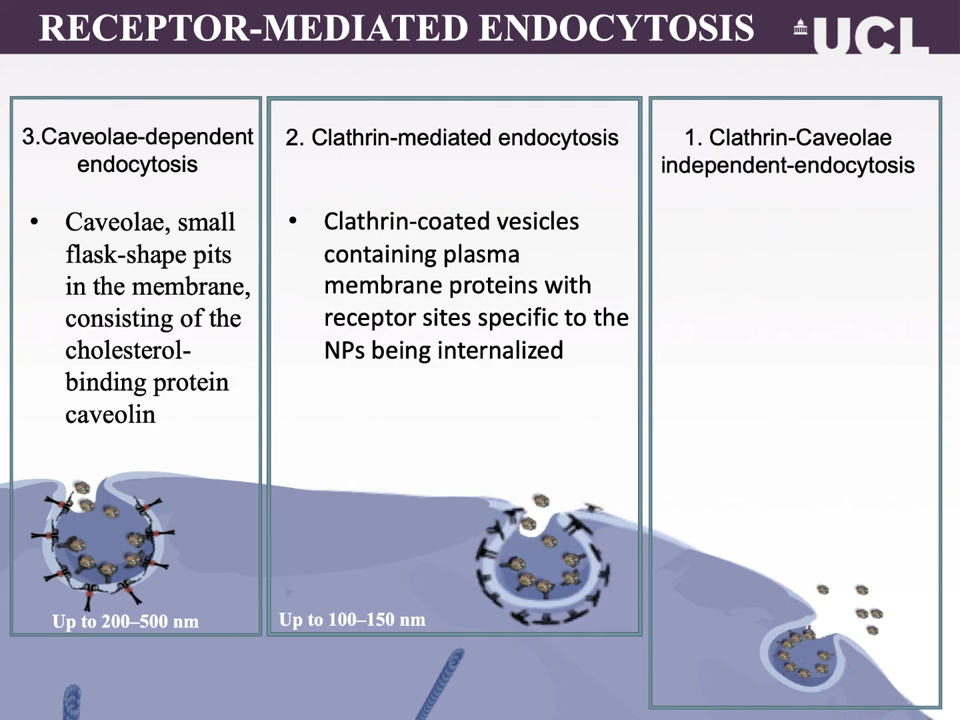 RECEPTOR-MEDIATED ENDOCYTOSIS
UCL
3.Caveolae-dependent
endocytosis
• Caveolae, small
flask-shape pits
in the membrane,
consisting of the
cholesterol-
binding protein
caveolin
Up to 200–500 nm
2. Clathrin-mediated endocytosis
• Clathrin-coated vesicles
containing plasma
membrane proteins with
receptor sites specific to the
NPs being internalized
Up to 100–150 nm
1. Clathrin-Caveolae
independent-endocytosis